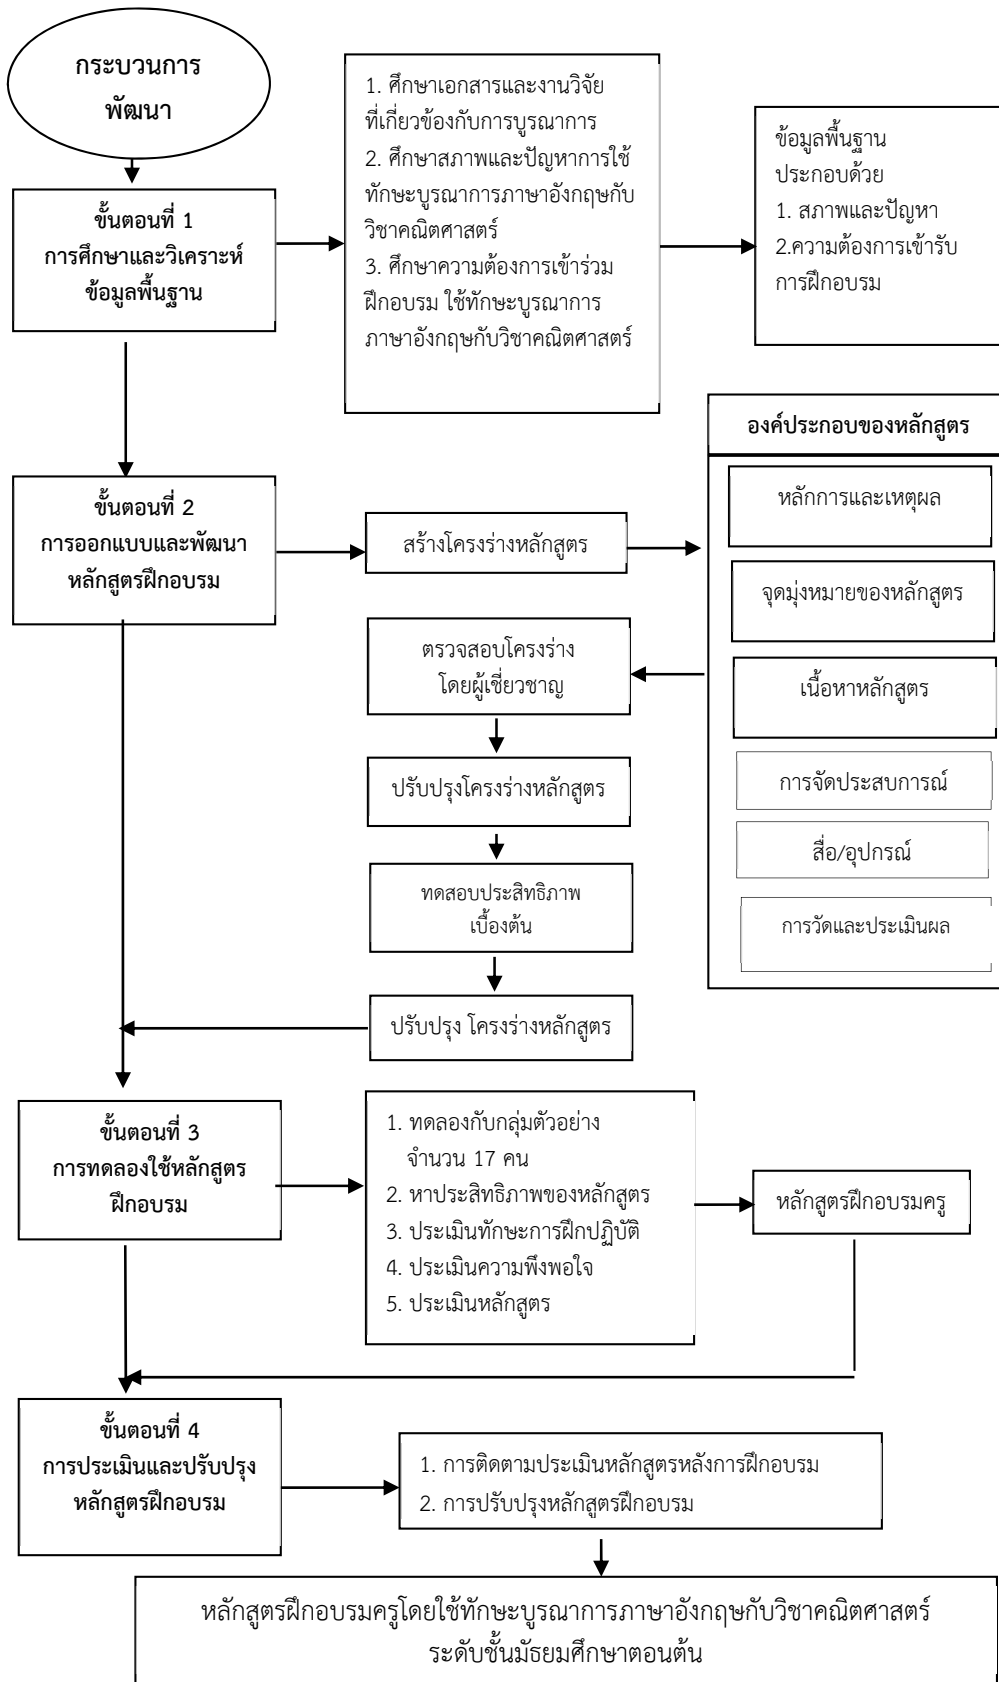 กระบวนการ
พัฒนา
ขั้นตอนที่ 1
การศึกษาและวิเคราะห์
ข้อมูลพื้นฐาน
1. ศึกษาเอกสารและงานวิจัย
ที่เกี่ยวข้องกับการบูรณาการ
2. ศึกษาสภาพและปัญหาการใช้
ทักษะบูรณาการภาษาอังกฤษกับ
วิชาคณิตศาสตร์
3. ศึกษาความต้องการเข้าร่วม
ฝึกอบรม ใช้ทักษะบูรณาการ
ภาษาอังกฤษกับวิชาคณิตศาสตร์
ข้อมูลพื้นฐาน
ประกอบด้วย
1. สภาพและปัญหา
2.ความต้องการเข้ารับ
การฝึกอบรม
ขั้นตอนที่ 2
การออกแบบและพัฒนา
หลักสูตรฝึกอบรม
สร้างโครงร่างหลักสูตร
องค์ประกอบของหลักสูตร
หลักการและเหตุผล
จุดมุ่งหมายของหลักสูตร
เนื้อหาหลักสูตร
การจัดประสบการณ์
สื่อ/อุปกรณ์
การวัดและประเมินผล
ตรวจสอบโครงร่าง
โดยผู้เชี่ยวชาญ
ปรับปรุงโครงร่างหลักสูตร
ทดสอบประสิทธิภาพ
เบื้องต้น
ปรับปรุง โครงร่างหลักสูตร
ขั้นตอนที่ 3
การทดลองใช้หลักสูตร
ฝึกอบรม
1. ทดลองกับกลุ่มตัวอย่าง
จำนวน 17 คน
2. หาประสิทธิภาพของหลักสูตร
3. ประเมินทักษะการฝึกปฏิบัติ
4. ประเมินความพึงพอใจ
5. ประเมินหลักสูตร
หลักสูตรฝึกอบรมครู
ขั้นตอนที่ 4
การประเมินและปรับปรุง
หลักสูตรฝึกอบรม
1. การติดตามประเมินหลักสูตรหลังการฝึกอบรม
2. การปรับปรุงหลักสูตรฝึกอบรม
หลักสูตรฝึกอบรมครูโดยใช้ทักษะบูรณาการภาษาอังกฤษกับวิชาคณิตศาสตร์
ระดับชั้นมัธยมศึกษาตอนต้น